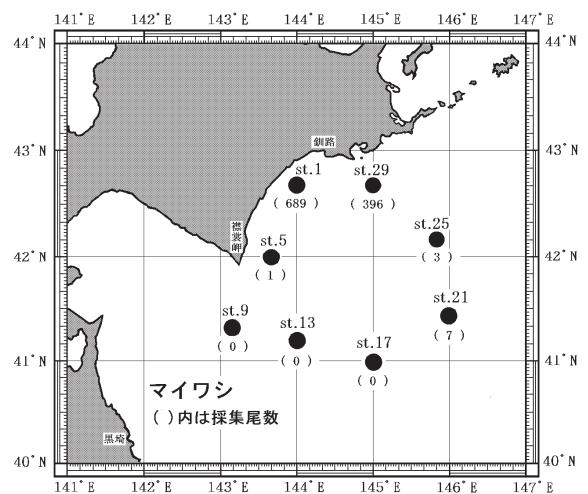 141°E 142°E 143°E 144°E 145°E 146°E 147°E
44°N 44°N
43°N 43°N
42°N 42°N
41°N 41°N
40°N 40°N
釧路
st.1
(689)
st.29
(396)
襟裳岬
st.5
(1)
st.25
(3)
st.9
(0)
st.13
(0)
st.21
(7)
st.17
(0)
マイワシ
( )内は採集尾数
黒埼
141°E 142°E 143°E 144°E 145°E 146°E 147°E